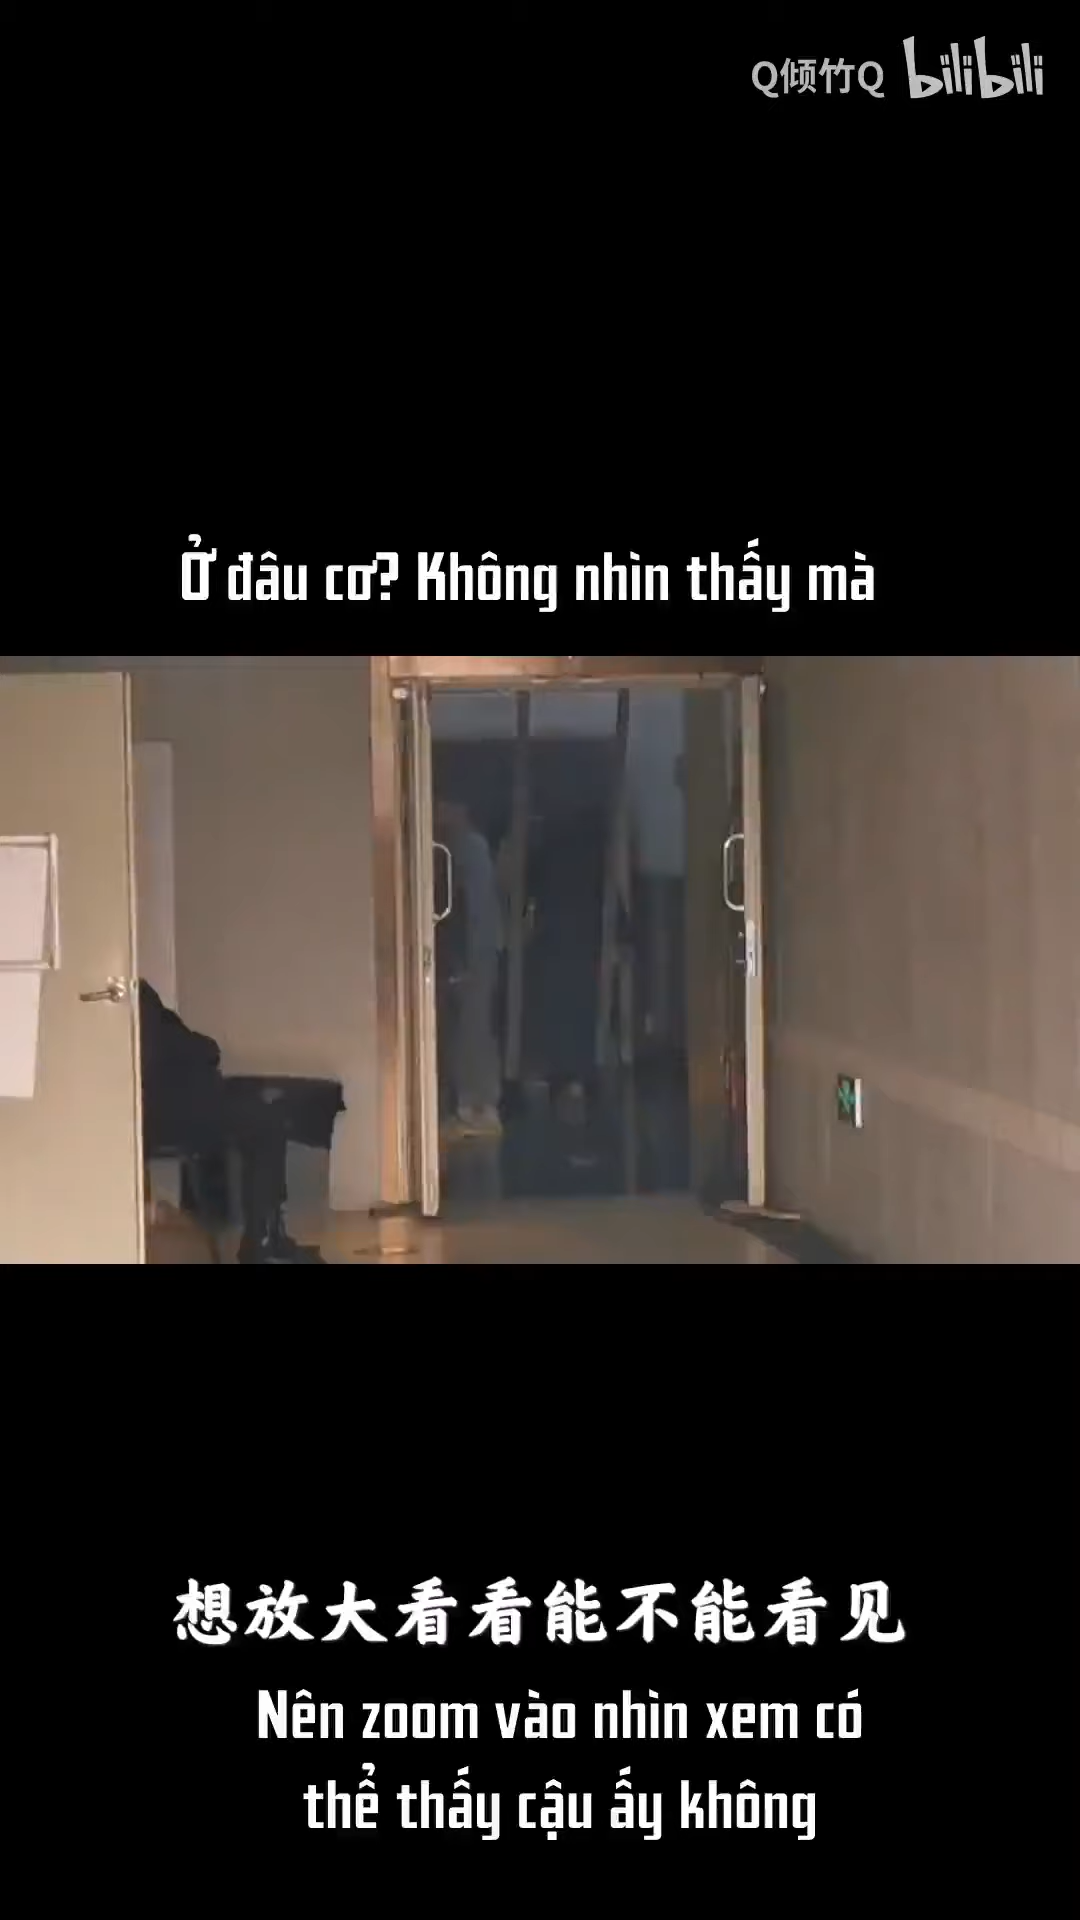 Q倾竹Q bilibili
Ở đâu cơ? Không nhìn thấy mà
想放大看看能不能看见
Nên zoom vào nhìn xem có
thể thấy cậu ấy không